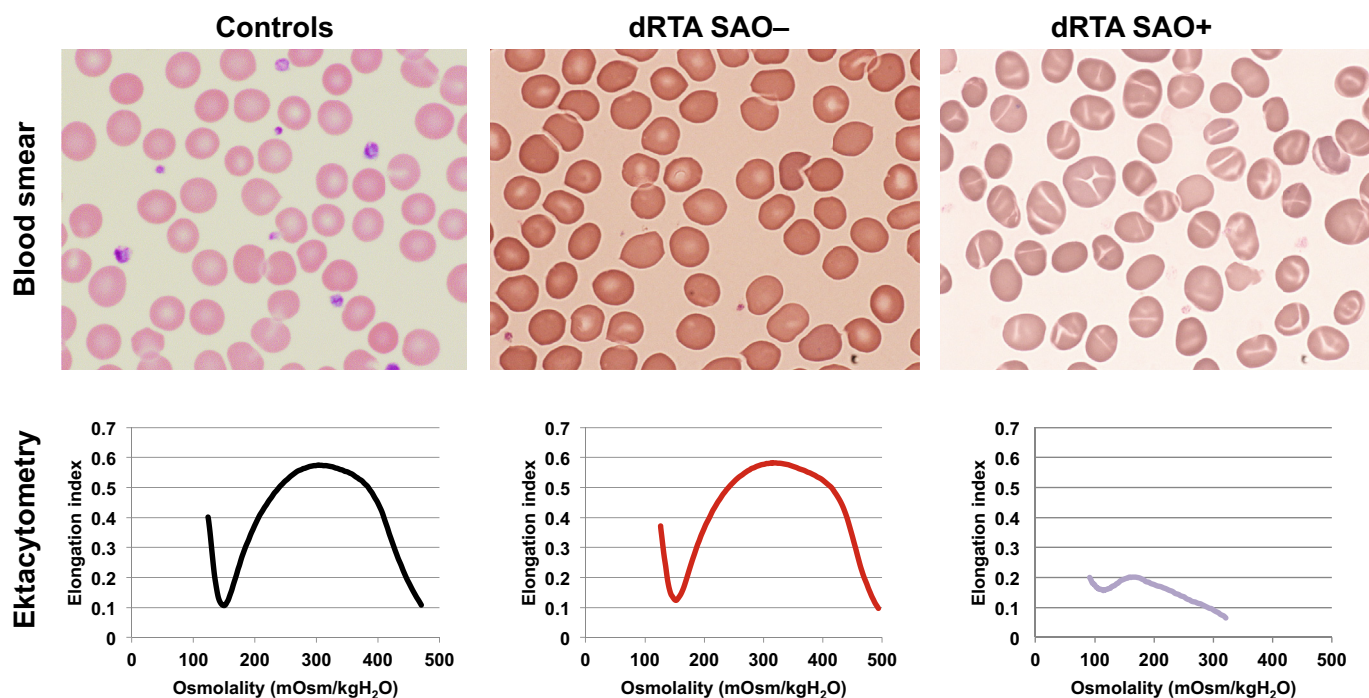 Controls
dRTA SAO–
dRTA SAO+
Blood smear
Ektacytometry
Elongation index
0.7
0.6
0.5
0.4
0.3
0.2
0.1
0
0 100 200 300 400 500
Osmolality (mOsm/kgH₂O)
Elongation index
0.7
0.6
0.5
0.4
0.3
0.2
0.1
0
0 100 200 300 400 500
Osmolality (mOsm/kgH₂O)
Elongation index
0.7
0.6
0.5
0.4
0.3
0.2
0.1
0
0 100 200 300 400 500
Osmolality (mOsm/kgH₂O)